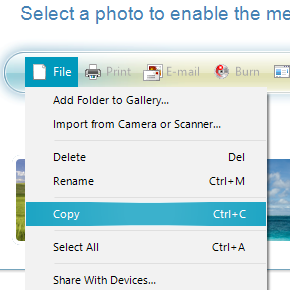 Select a photo to enable the me
File Print E-mail Burn
Add Folder to Gallery...
Import from Camera or Scanner...
Delete Del
Rename Ctrl+M
Copy Ctrl+C
Select All Ctrl+A
Share With Devices...